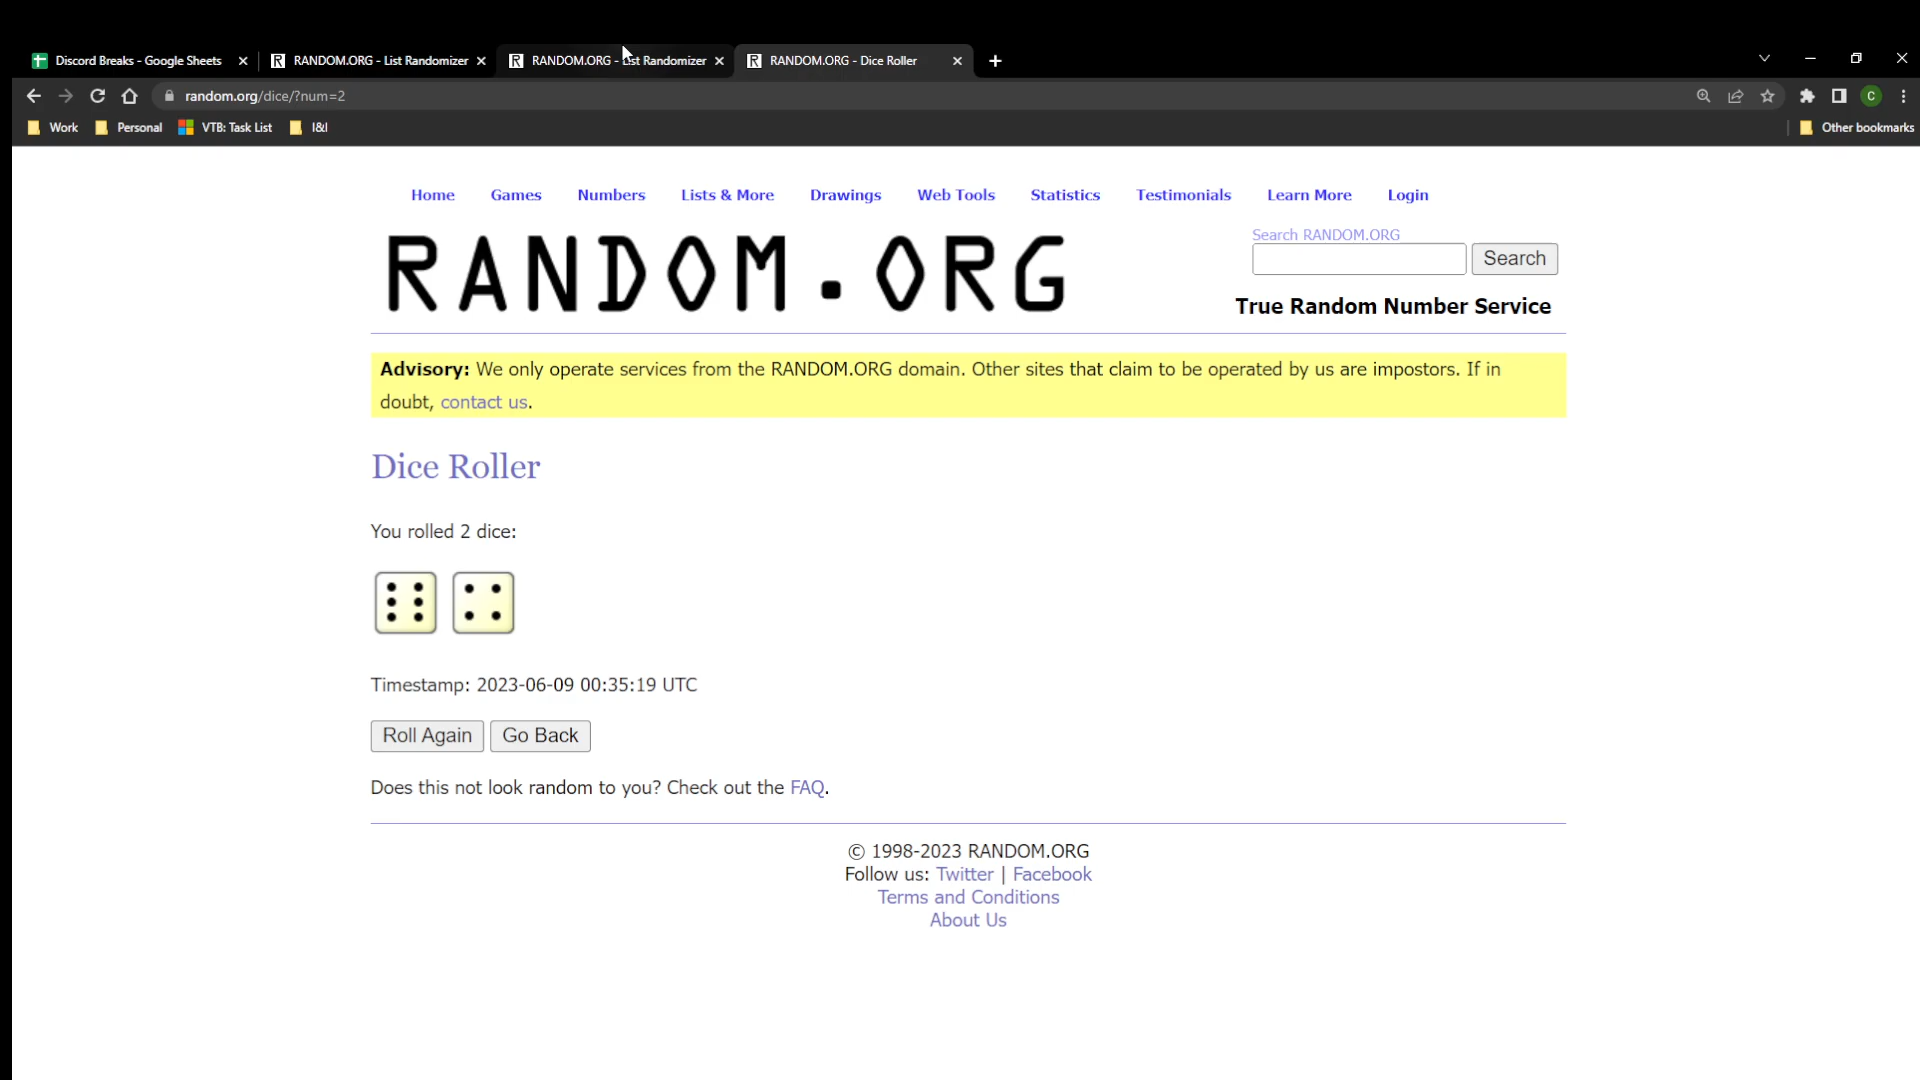 Discord Breaks - Google Sheets
RANDOM.ORG - List Randomizer
RANDOM.ORG - List Randomizer
RANDOM.ORG - Dice Roller
random.org/dice/?num=2
C
Work
Personal
VTB: Task List
I&I
Other bookmarks
Home
Games
Numbers
Lists & More
Drawings
Web Tools
Statistics
Testimonials
Learn More
Login
RANDOM.ORG
Search RANDOM.ORG
Search
True Random Number Service
Advisory: We only operate services from the RANDOM.ORG domain. Other sites that claim to be operated by us are impostors. If in
doubt, contact us.
Dice Roller
You rolled 2 dice:
Timestamp: 2023-06-09 00:35:19 UTC
Roll Again
Go Back
Does this not look random to you? Check out the FAQ.
© 1998-2023 RANDOM.ORG
Follow us: Twitter | Facebook
Terms and Conditions
About Us